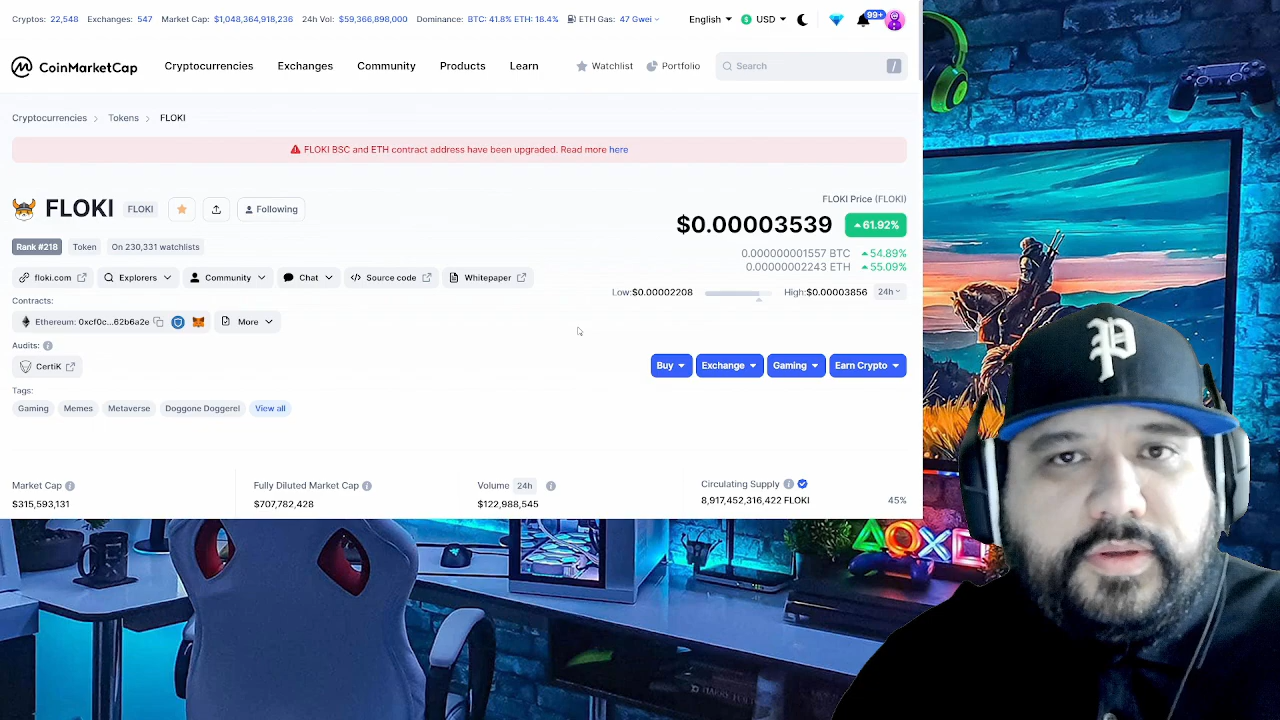 Cryptos: 22,548 Exchanges: 547 Market Cap: $1,048,364,918,236 24h Vol: $59,366,898,000 Dominance: BTC: 41.8% ETH: 18.4% ETH Gas: 47 Gwei English USD 99+
CoinMarketCap Cryptocurrencies Exchanges Community Products Learn Watchlist Portfolio Search /
Cryptocurrencies > Tokens > FLOKI
FLOKI BSC and ETH contract address have been upgraded. Read more here
FLOKI FLOKI Following
FLOKI Price (FLOKI)
$0.00003539 61.92%
Rank #218 Token On 230,331 watchlists
0.000000001557 BTC 54.89%
0.00000002243 ETH 55.09%
floki.com Explorers Community Chat Source code Whitepaper
Low:$0.00002208 High:$0.00003856 24h
Contracts:
Ethereum: 0xcf0c...62b6a2e More
Audits:
CertiK
Buy Exchange Gaming Earn Crypto
Tags:
Gaming Memes Metaverse Doggone Doggerel View all
Market Cap Fully Diluted Market Cap Volume 24h Circulating Supply
$315,593,131 $707,782,428 $122,988,545 8,917,452,316,422 FLOKI 45%
P